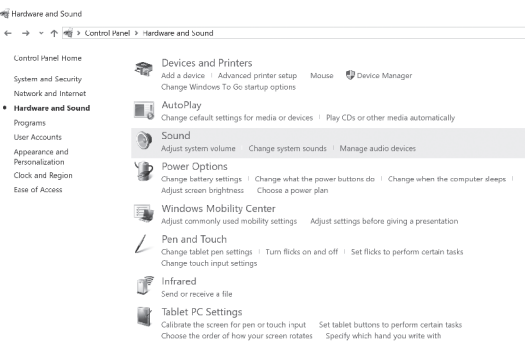 Hardware and Sound
Control Panel > Hardware and Sound
Control Panel Home
System and Security
Network and Internet
Hardware and Sound
Programs
User Accounts
Appearance and
Personalization
Clock and Region
Ease of Access
Devices and Printers
Add a device | Advanced printer setup Mouse Device Manager
Change Windows To Go startup options
AutoPlay
Change default settings for media or devices | Play CDs or other media automatically
Sound
Adjust system volume | Change system sounds | Manage audio devices
Power Options
Change battery settings | Change what the power buttons do | Change when the computer sleeps |
Adjust screen brightness Choose a power plan
Windows Mobility Center
Adjust commonly used mobility settings Adjust settings before giving a presentation
Pen and Touch
Change tablet pen settings | Turn flicks on and off | Set flicks to perform certain tasks
Change touch input settings
Infrared
Send or receive a file
Tablet PC Settings
Calibrate the screen for pen or touch input Set tablet buttons to perform certain tasks
Choose the order of how your screen rotates Specify which hand you write with